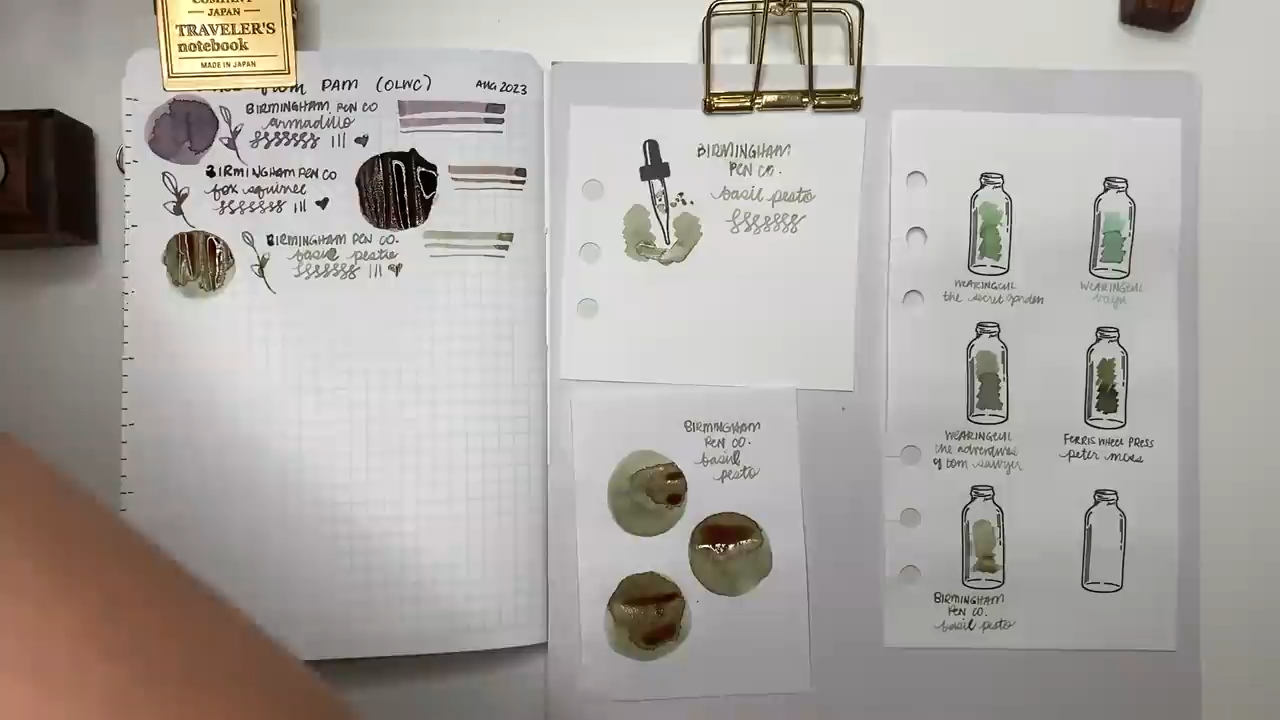 COMPANY
JAPAN
TRAVELER'S
notebook
MADE IN JAPAN
from PAM (OLWC) AUG 2023
BIRMINGHAM PEN CO
armadillo
BIRMINGHAM PEN CO
fox squirrel
BIRMINGHAM PEN CO.
basil pesto
BIRMINGHAM
PEN CO.
basil pesto
BIRMINGHAM
PEN CO.
basil
pesto
WEARINGEUL
the secret garden
WEARINGEUL
WEARINGEUL
the adventures
of tom sawyer
FERRIS WHEEL PRESS
peter moss
BIRMINGHAM
PEN CO.
basil pesto